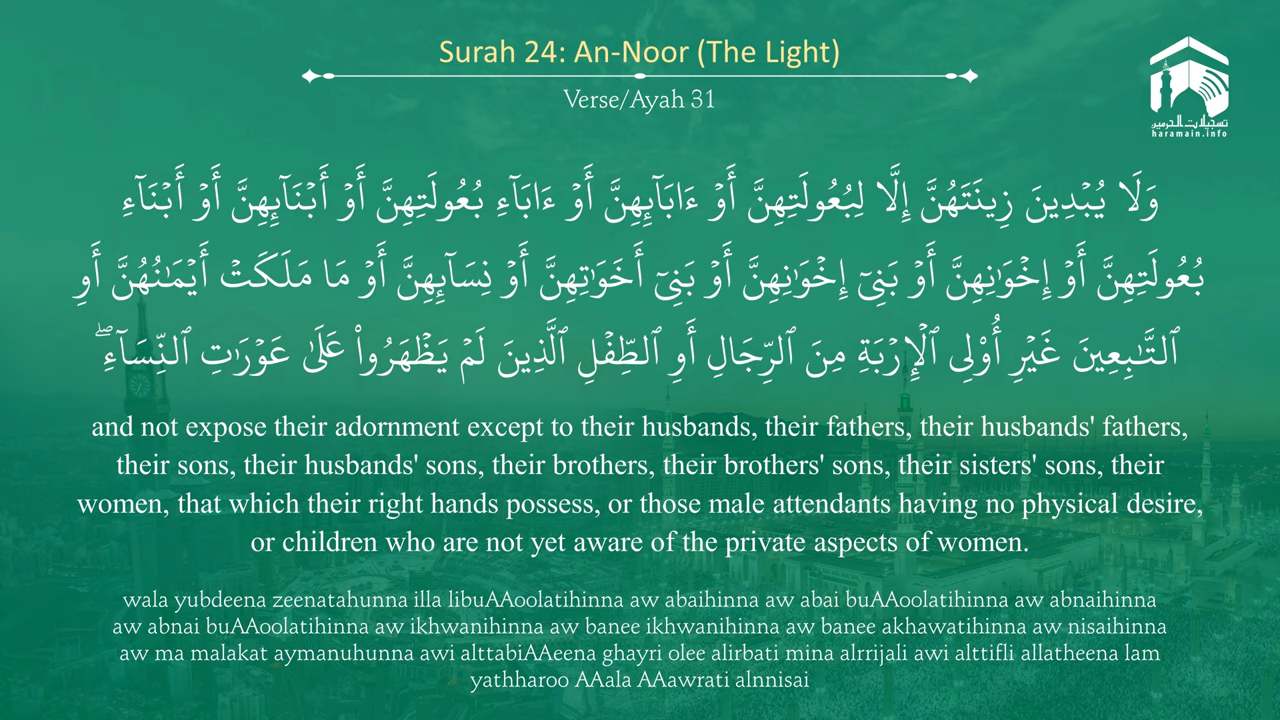 Surah 24: An-Noor (The Light)
Verse/Ayah 31
تسجيلات الحرمين
haramain.info
وَلَا يُبْدِينَ زِينَتَهُنَّ إِلَّا لِبُعُولَتِهِنَّ أَوْ ءَابَآئِهِنَّ أَوْ ءَابَآءِ بُعُولَتِهِنَّ أَوْ أَبْنَآئِهِنَّ أَوْ أَبْنَآءِ
بُعُولَتِهِنَّ أَوْ إِخْوَٰنِهِنَّ أَوْ بَنِىٓ إِخْوَٰنِهِنَّ أَوْ بَنِىٓ أَخَوَٰتِهِنَّ أَوْ نِسَآئِهِنَّ أَوْ مَا مَلَكَتْ أَيْمَـٰنُهُنَّ أَوِ
ٱلتَّـٰبِعِينَ غَيْرِ أُو۟لِى ٱلْإِرْبَةِ مِنَ ٱلرِّجَالِ أَوِ ٱلطِّفْلِ ٱلَّذِينَ لَمْ يَظْهَرُوا۟ عَلَىٰ عَوْرَٰتِ ٱلنِّسَآءِ ۖ
and not expose their adornment except to their husbands, their fathers, their husbands' fathers,
their sons, their husbands' sons, their brothers, their brothers' sons, their sisters' sons, their
women, that which their right hands possess, or those male attendants having no physical desire,
or children who are not yet aware of the private aspects of women.
wala yubdeena zeenatahunna illa libuAAoolatihinna aw abaihinna aw abai buAAoolatihinna aw abnaihinna
aw abnai buAAoolatihinna aw ikhwanihinna aw banee ikhwanihinna aw banee akhawatihinna aw nisaihinna
aw ma malakat aymanuhunna awi alttabiAAeena ghayri olee alirbati mina alrrijali awi alttifli allatheena lam
yathharoo AAala AAawrati alnnisai